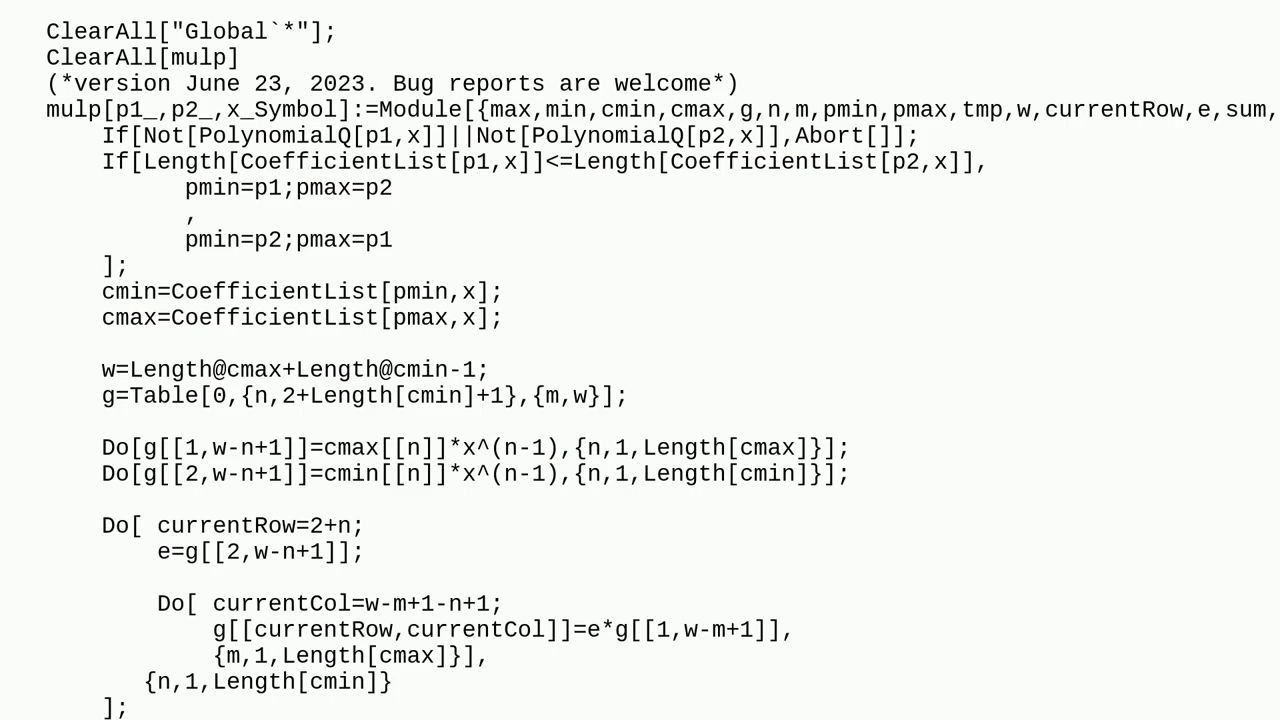 ClearAll["Global`*"];
ClearAll[mulp]
(*version June 23, 2023. Bug reports are welcome*)
mulp[p1_,p2_,x_Symbol]:=Module[{max,min,cmin,cmax,g,n,m,pmin,pmax,tmp,w,currentRow,e,sum,
If[Not[PolynomialQ[p1,x]]||Not[PolynomialQ[p2,x]],Abort[]];
If[Length[CoefficientList[p1,x]]<=Length[CoefficientList[p2,x]],
pmin=p1;pmax=p2
,
pmin=p2;pmax=p1
];
cmin=CoefficientList[pmin,x];
cmax=CoefficientList[pmax,x];
w=Length@cmax+Length@cmin-1;
g=Table[0,{n,2+Length[cmin]+1},{m,w}];
Do[g[[1,w-n+1]]=cmax[[n]]*x^(n-1),{n,1,Length[cmax]}];
Do[g[[2,w-n+1]]=cmin[[n]]*x^(n-1),{n,1,Length[cmin]}];
Do[ currentRow=2+n;
e=g[[2,w-n+1]];
Do[ currentCol=w-m+1-n+1;
g[[currentRow,currentCol]]=e*g[[1,w-m+1]],
{m,1,Length[cmax]}],
{n,1,Length[cmin]}
];